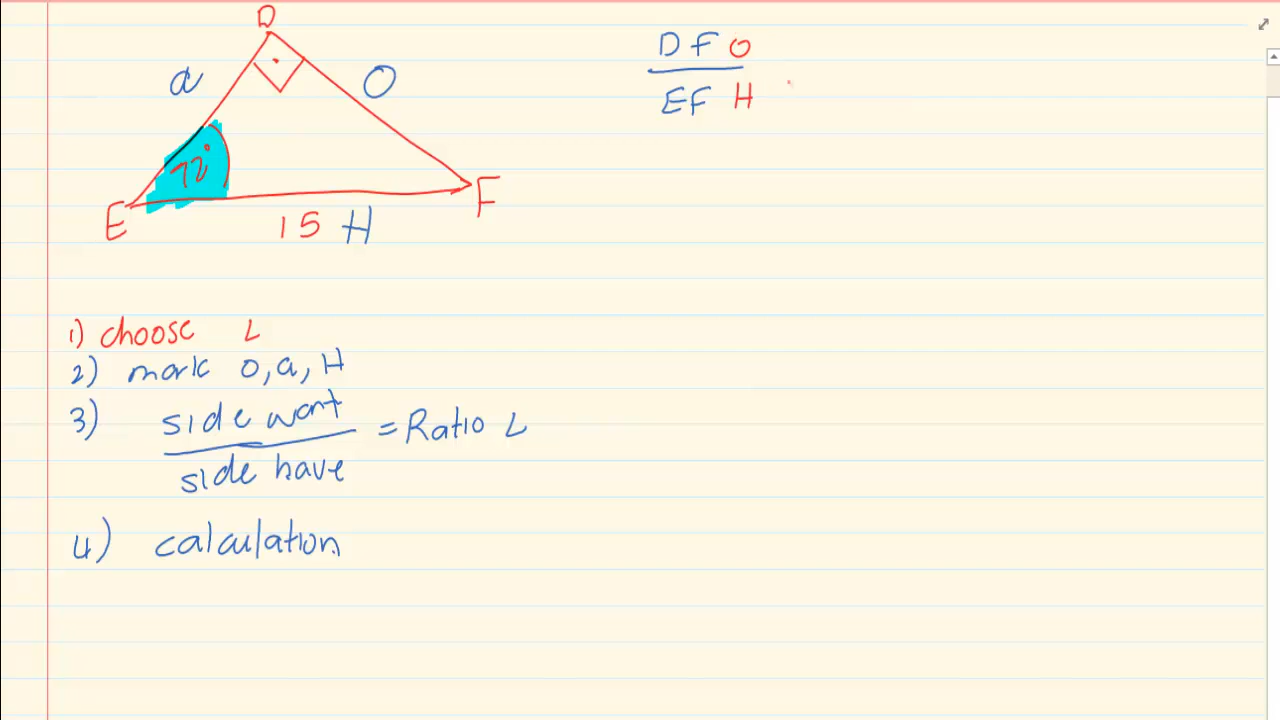 D
a
O
72°
E
F
15 H
DF O
EF H
1) choose L
2) mark O, a, H
3) side want
side have
= Ratio L
4) calculation